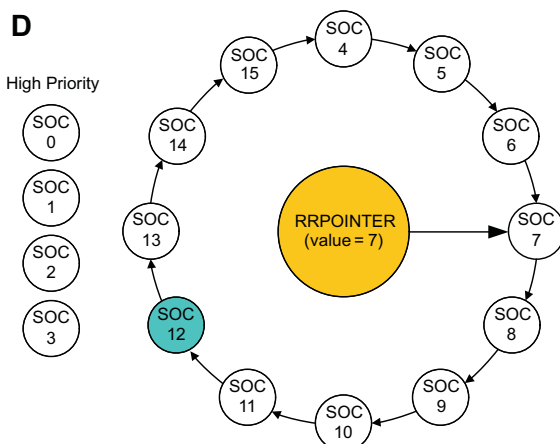 D
High Priority
SOC
0
SOC
1
SOC
2
SOC
3
SOC
4
SOC
5
SOC
6
SOC
7
SOC
8
SOC
9
SOC
10
SOC
11
SOC
12
SOC
13
SOC
14
SOC
15
RRPOINTER
(value = 7)